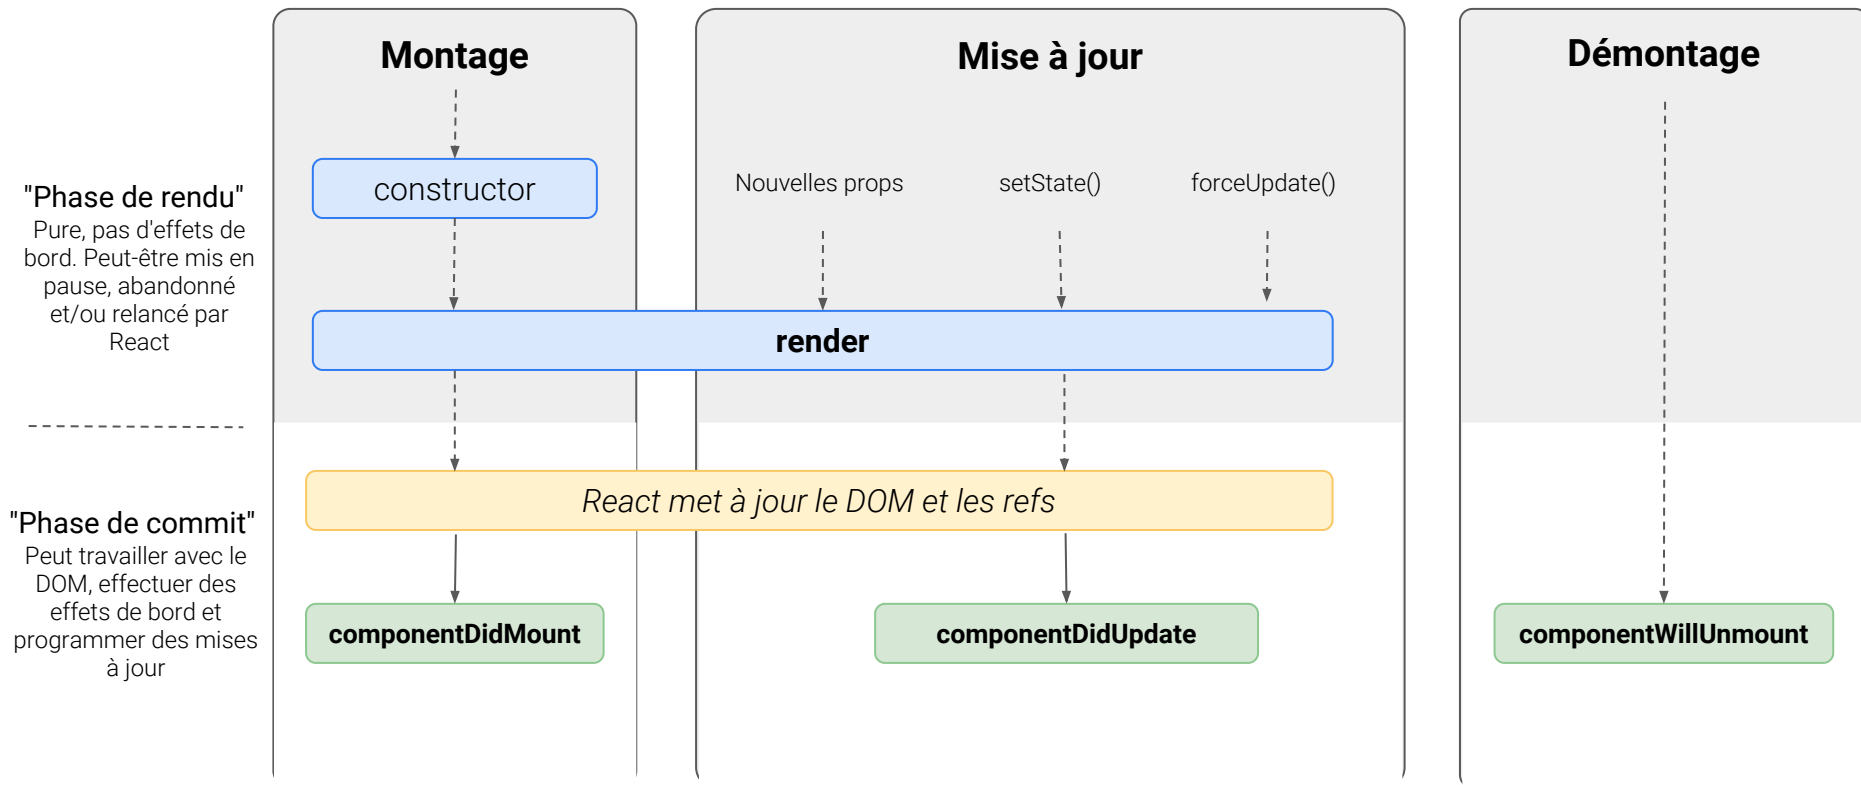 Montage
Mise à jour
Démontage
"Phase de rendu"
Pure, pas d'effets de
bord. Peut-être mis en
pause, abandonné
et/ou relancé par
React
constructor
Nouvelles props
setState()
forceUpdate()
render
"Phase de commit"
Peut travailler avec le
DOM, effectuer des
effets de bord et
programmer des mises
à jour
React met à jour le DOM et les refs
componentDidMount
componentDidUpdate
componentWillUnmount